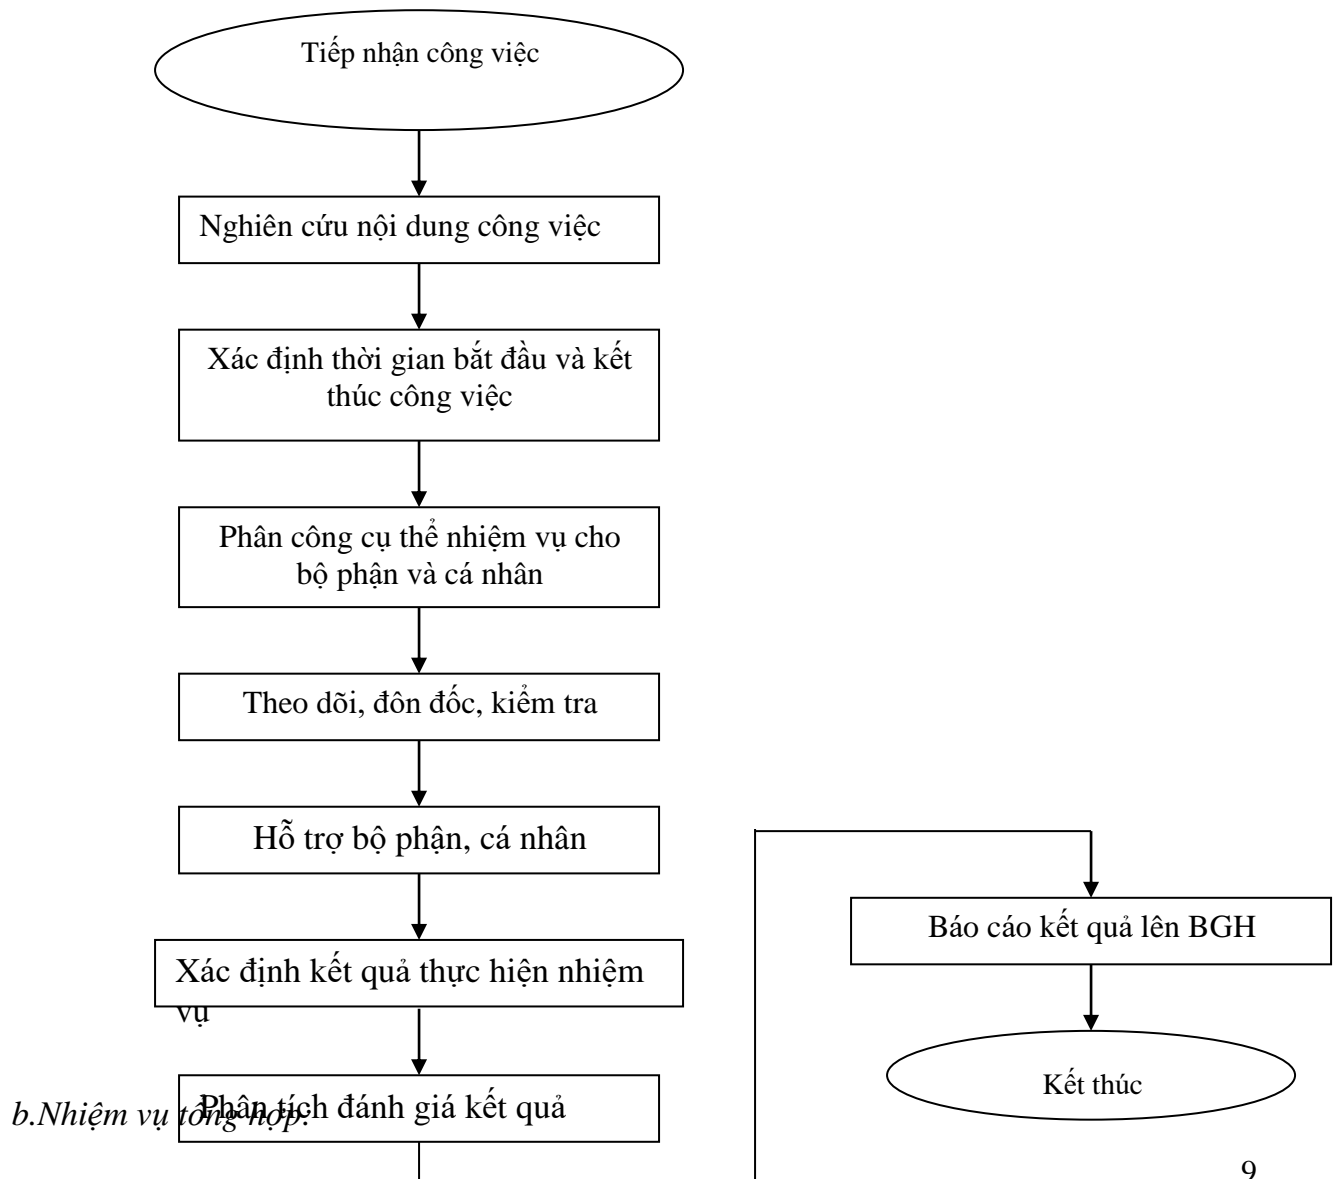 Tiếp nhận công việc
Nghiên cứu nội dung công việc
Xác định thời gian bắt đầu và kết
thúc công việc
Phân công cụ thể nhiệm vụ cho
bộ phận và cá nhân
Theo dõi, đôn đốc, kiểm tra
Hỗ trợ bộ phận, cá nhân
Xác định kết quả thực hiện nhiệm
vụ
Phân tích đánh giá kết quả
Báo cáo kết quả lên BGH
Kết thúc
b.Nhiệm vụ tổng hợp:
9